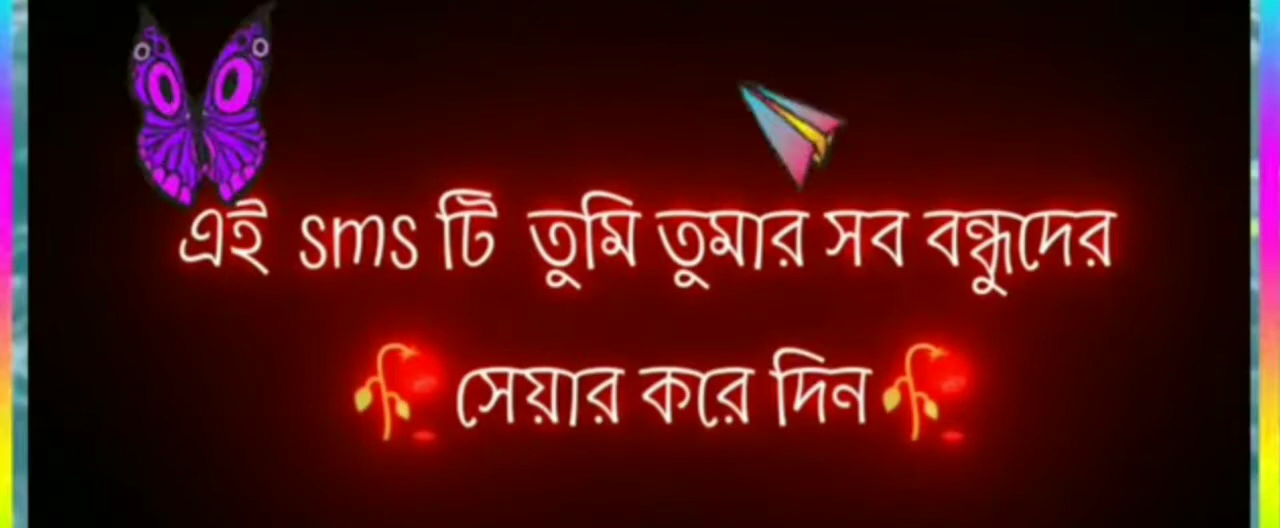 এই sms টি তুমি তুমার সব বন্ধুদের
সেয়ার করে দিন